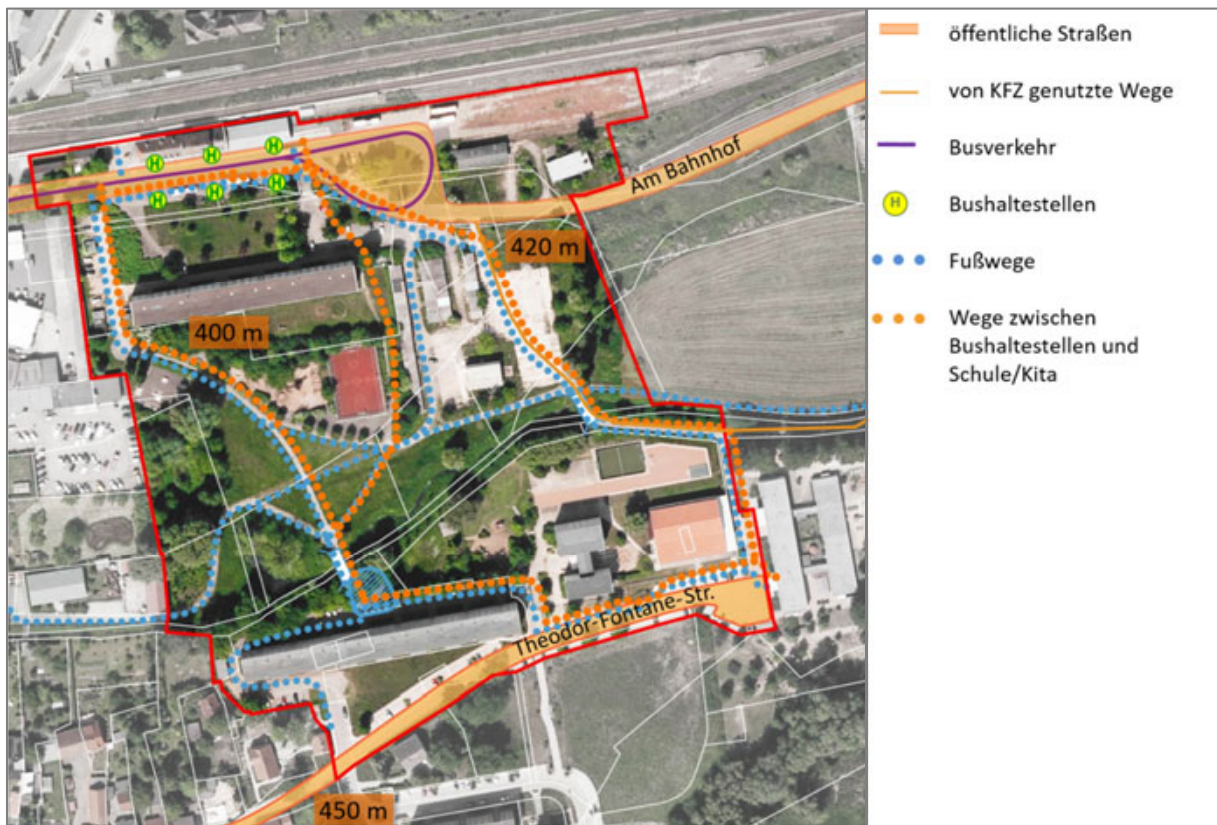 H H H
H H H
Am Bahnhof
420 m
400 m
Theodor-Fontane-Str.
450 m
öffentliche Straßen
von KFZ genutzte Wege
Busverkehr
H Bushaltestellen
Fußwege
Wege zwischen
Bushaltestellen und
Schule/Kita